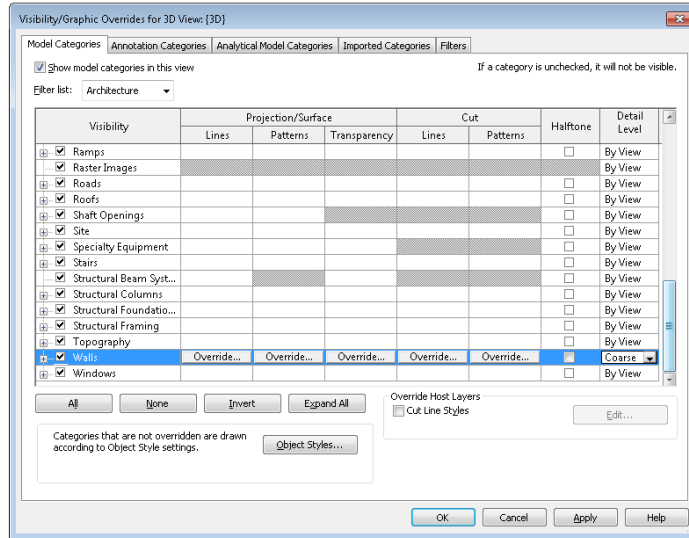 Visibility/Graphic Overrides for 3D View: {3D}
Model Categories Annotation Categories Analytical Model Categories Imported Categories Filters
Show model categories in this view
If a category is unchecked, it will not be visible.
Filter list: Architecture
Visibility Projection/Surface Cut Halftone Detail Level
Lines Patterns Transparency Lines Patterns
Ramps By View
Raster Images By View
Roads By View
Roofs By View
Shaft Openings By View
Site By View
Specialty Equipment By View
Stairs By View
Structural Beam Syst... By View
Structural Columns By View
Structural Foundatio... By View
Structural Framing By View
Topography By View
Walls Override... Override... Override... Override... Override... Coarse
Windows By View
All None Invert Expand All
Override Host Layers
Cut Line Styles
Edit...
Categories that are not overridden are drawn
according to Object Style settings.
Object Styles...
OK Cancel Apply Help